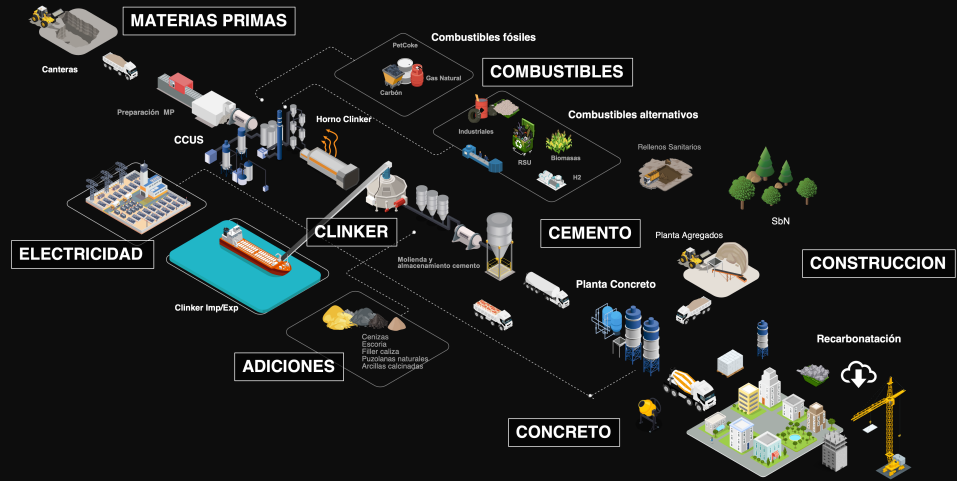 MATERIAS PRIMAS
Canteras
Preparación MP
CCUS
Combustibles fósiles
PetCoke
Gas Natural
Carbón
COMBUSTIBLES
Horno Clinker
Combustibles alternativos
Industriales
RSU
Biomasas
H2
Rellenos Sanitarios
SbN
ELECTRICIDAD
CLINKER
CEMENTO
Planta Agregados
CONSTRUCCION
Molienda y
almacenamiento cemento
Planta Concreto
Clinker Imp/Exp
Cenizas
Escoria
Filler caliza
Puzolanas naturales
Arcillas calcinadas
ADICIONES
Recarbonatación
CONCRETO